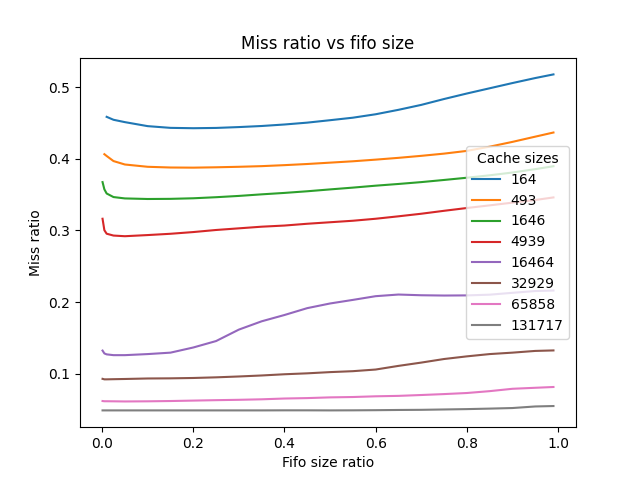 Miss ratio vs fifo size
Miss ratio
0.5
0.4
0.3
0.2
0.1
Cache sizes
164
493
1646
4939
16464
32929
65858
131717
0.0 0.2 0.4 0.6 0.8 1.0
Fifo size ratio